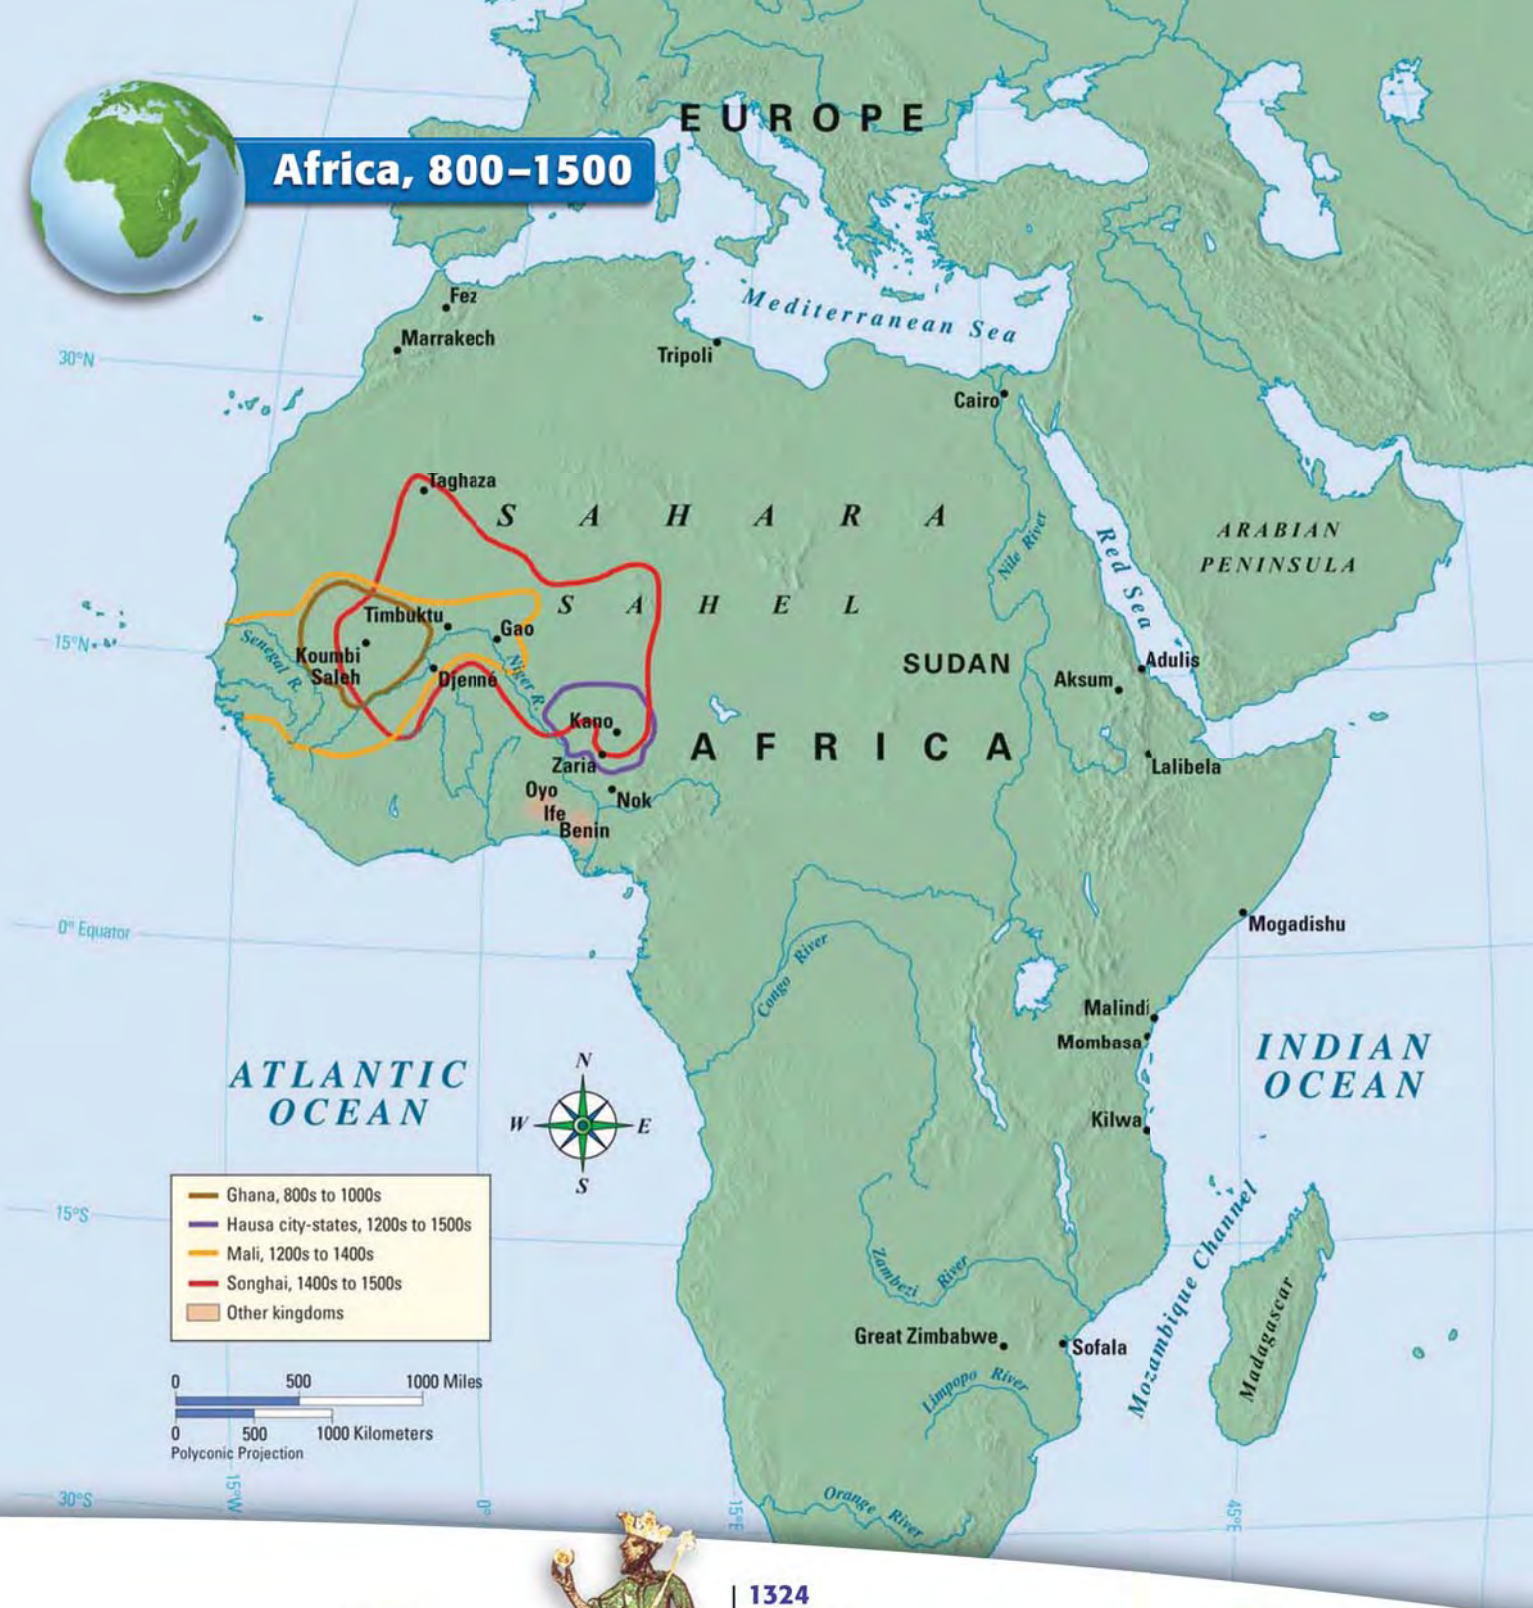 Africa, 800–1500
EUROPE
Mediterranean Sea
Fez
Marrakech
Tripoli
Cairo
30°N
Taghaza
SAHARA
Nile River
Red Sea
ARABIAN
PENINSULA
SAHEL
Timbuktu
Gao
15°N
Senegal R.
Koumbi
Saleh
Djenné
Niger R.
SUDAN
Adulis
Aksum
Kano
AFRICA
Zaria
Lalibela
Oyo
Nok
Ife
Benin
Mogadishu
0° Equator
Congo River
Malindi
Mombasa
ATLANTIC
OCEAN
INDIAN
OCEAN
N
W
E
S
Kilwa
Ghana, 800s to 1000s
Hausa city-states, 1200s to 1500s
Mali, 1200s to 1400s
Songhai, 1400s to 1500s
Other kingdoms
15°S
Zambezi River
Mozambique Channel
Madagascar
Great Zimbabwe
Sofala
Limpopo River
0 500 1000 Miles
0 500 1000 Kilometers
Polyconic Projection
30°S
15°W
0°
15°E
45°E
Orange River
| 1324